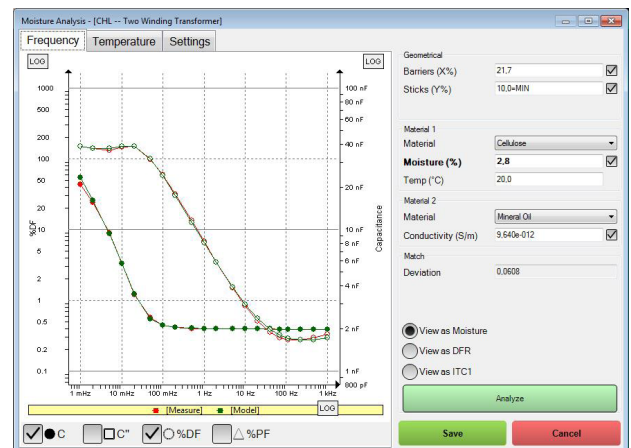 Moisture Analysis - [CHL -- Two Winding Transformer]
Frequency Temperature Settings
LOG LOG
1000 100 nF
80 nF
500 60 nF
200 40 nF
100
50 20 nF
20
10 10 nF
8 nF
5 6 nF
2 4 nF
1
0.5 2 nF
0.2
0.1 1 nF
800 pF
%DF
Capacitance
1 mHz 10 mHz 100 mHz 1 Hz 10 Hz 100 Hz 1 kHz
[Measure] [Model] LOG
C C" %DF %PF
Geometrical
Barriers (X%) 21,7
Sticks (Y%) 10,0=MIN
Material 1
Material Cellulose
Moisture (%) 2,8
Temp (°C) 20,0
Material 2
Material Mineral Oil
Conductivity (S/m) 9,640e-012
Match
Deviation 0,0608
View as Moisture
View as DFR
View as ITC1
Analyze
Save Cancel